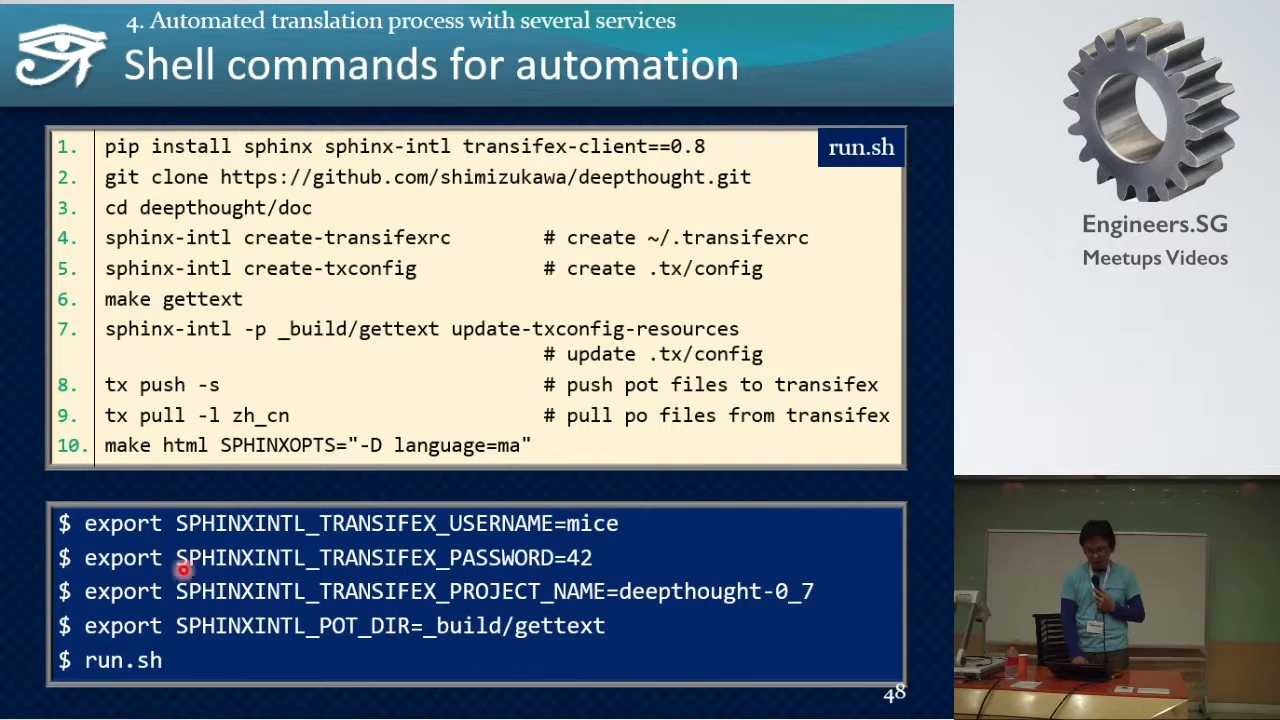 4. Automated translation process with several services
Shell commands for automation
run.sh
1. pip install sphinx sphinx-intl transifex-client==0.8
2. git clone https://github.com/shimizukawa/deepthought.git
3. cd deepthought/doc
4. sphinx-intl create-transifexrc # create ~/.transifexrc
5. sphinx-intl create-txconfig # create .tx/config
6. make gettext
7. sphinx-intl -p _build/gettext update-txconfig-resources
# update .tx/config
8. tx push -s # push pot files to transifex
9. tx pull -l zh_cn # pull po files from transifex
10. make html SPHINXOPTS="-D language=ma"
$ export SPHINXINTL_TRANSIFEX_USERNAME=mice
$ export SPHINXINTL_TRANSIFEX_PASSWORD=42
$ export SPHINXINTL_TRANSIFEX_PROJECT_NAME=deepthought-0_7
$ export SPHINXINTL_POT_DIR=_build/gettext
$ run.sh
48
Engineers.SG
Meetups Videos